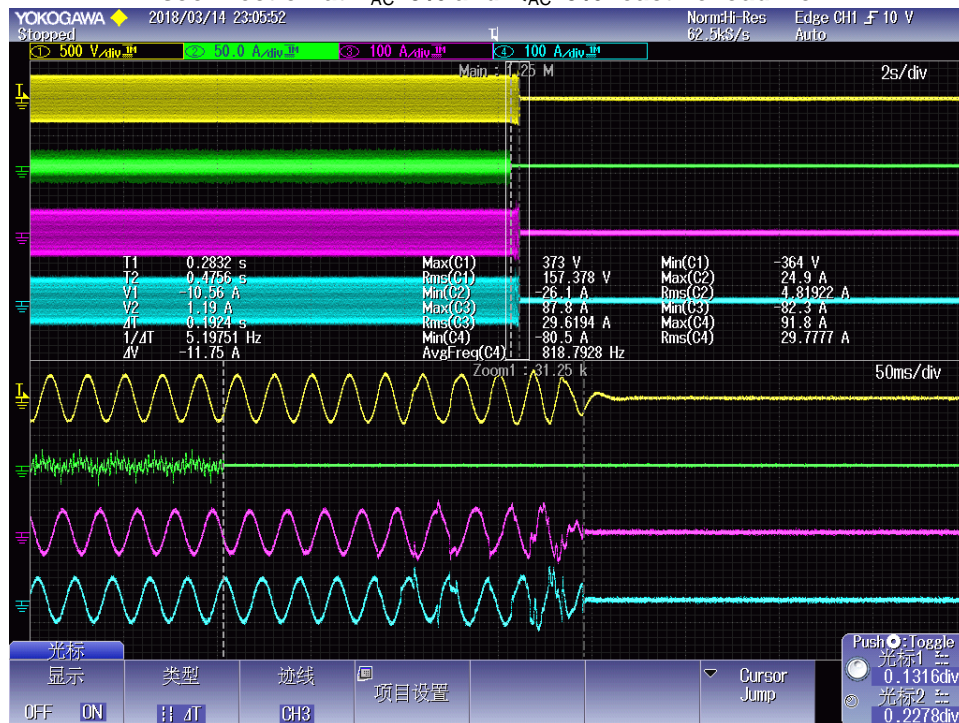 YOKOGAWA 2018/03/14 23:05:52 Norm:Hi-Res Edge CH1 10 V
Stopped 62.5kS/s Auto
① 500 V/div 1M ② 50.0 A/div 1M ③ 100 A/div 1M ④ 100 A/div 1M
Main : 1.25 M 2s/div
T1 0.2832 s Max(C1) 373 V Min(C1) -364 V
T2 0.4756 s Rms(C1) 157.378 V Max(C2) 24.9 A
V1 -10.56 A Min(C2) -26.1 A Rms(C2) 4.81922 A
V2 1.19 A Max(C3) 87.8 A Min(C3) -82.3 A
ΔT 0.1924 s Rms(C3) 29.6194 A Max(C4) 91.8 A
1/ΔT 5.19751 Hz Min(C4) -80.5 A Rms(C4) 29.7777 A
ΔV -11.75 A AvgFreq(C4) 818.7928 Hz
Zoom1 : 31.25 k 50ms/div
光标
显示 类型 迹线 项目设置 Cursor Jump
OFF ON ΔT CH3
Push :Toggle
光标1
0.1316div
光标2
0.2278div